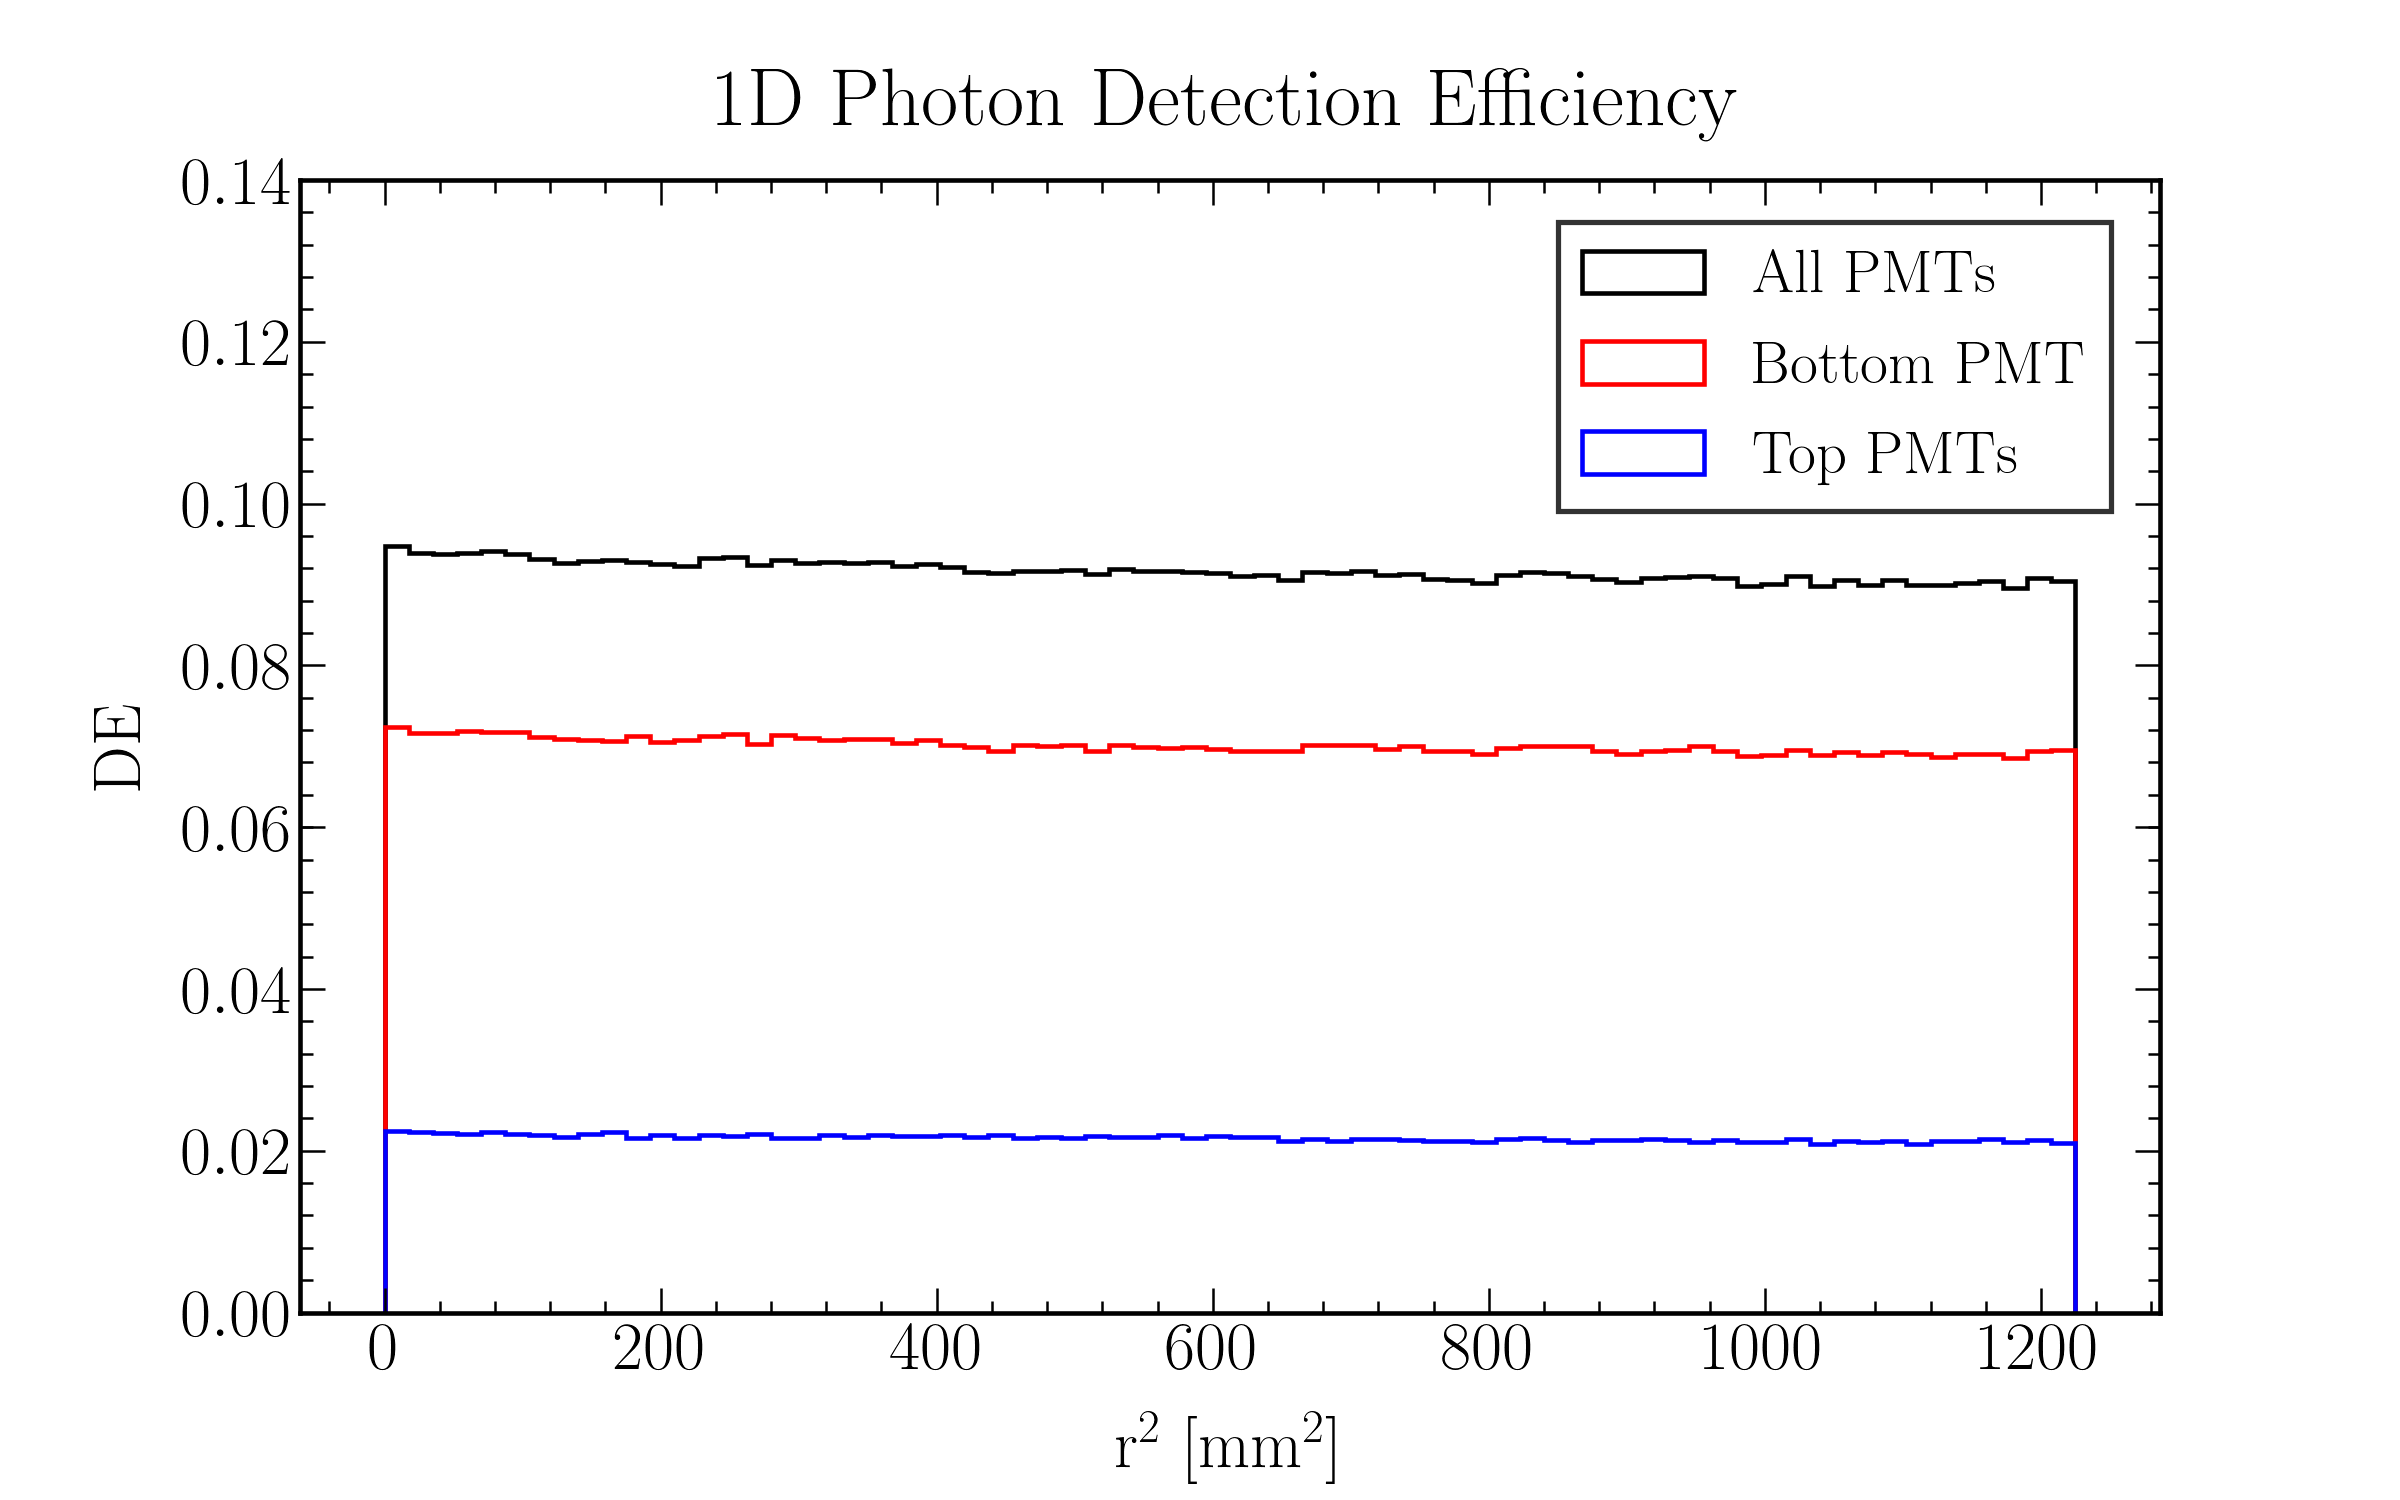 1D Photon Detection Efficiency
0.14
0.12
0.10
0.08
0.06
0.04
0.02
0.00
DE
All PMTs
Bottom PMT
Top PMTs
0 200 400 600 800 1000 1200
r² [mm²]